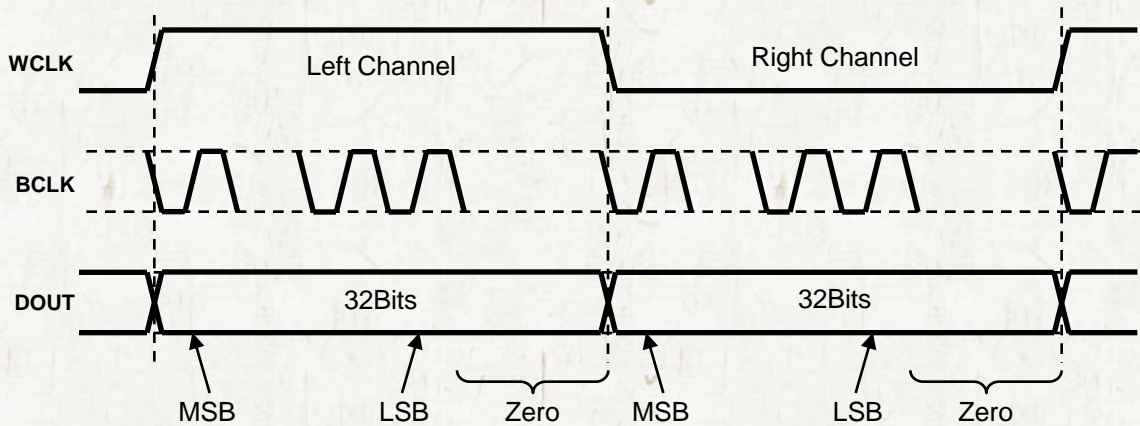 WCLK
Left Channel
Right Channel
BCLK
DOUT
32Bits
32Bits
MSB
LSB
Zero
MSB
LSB
Zero